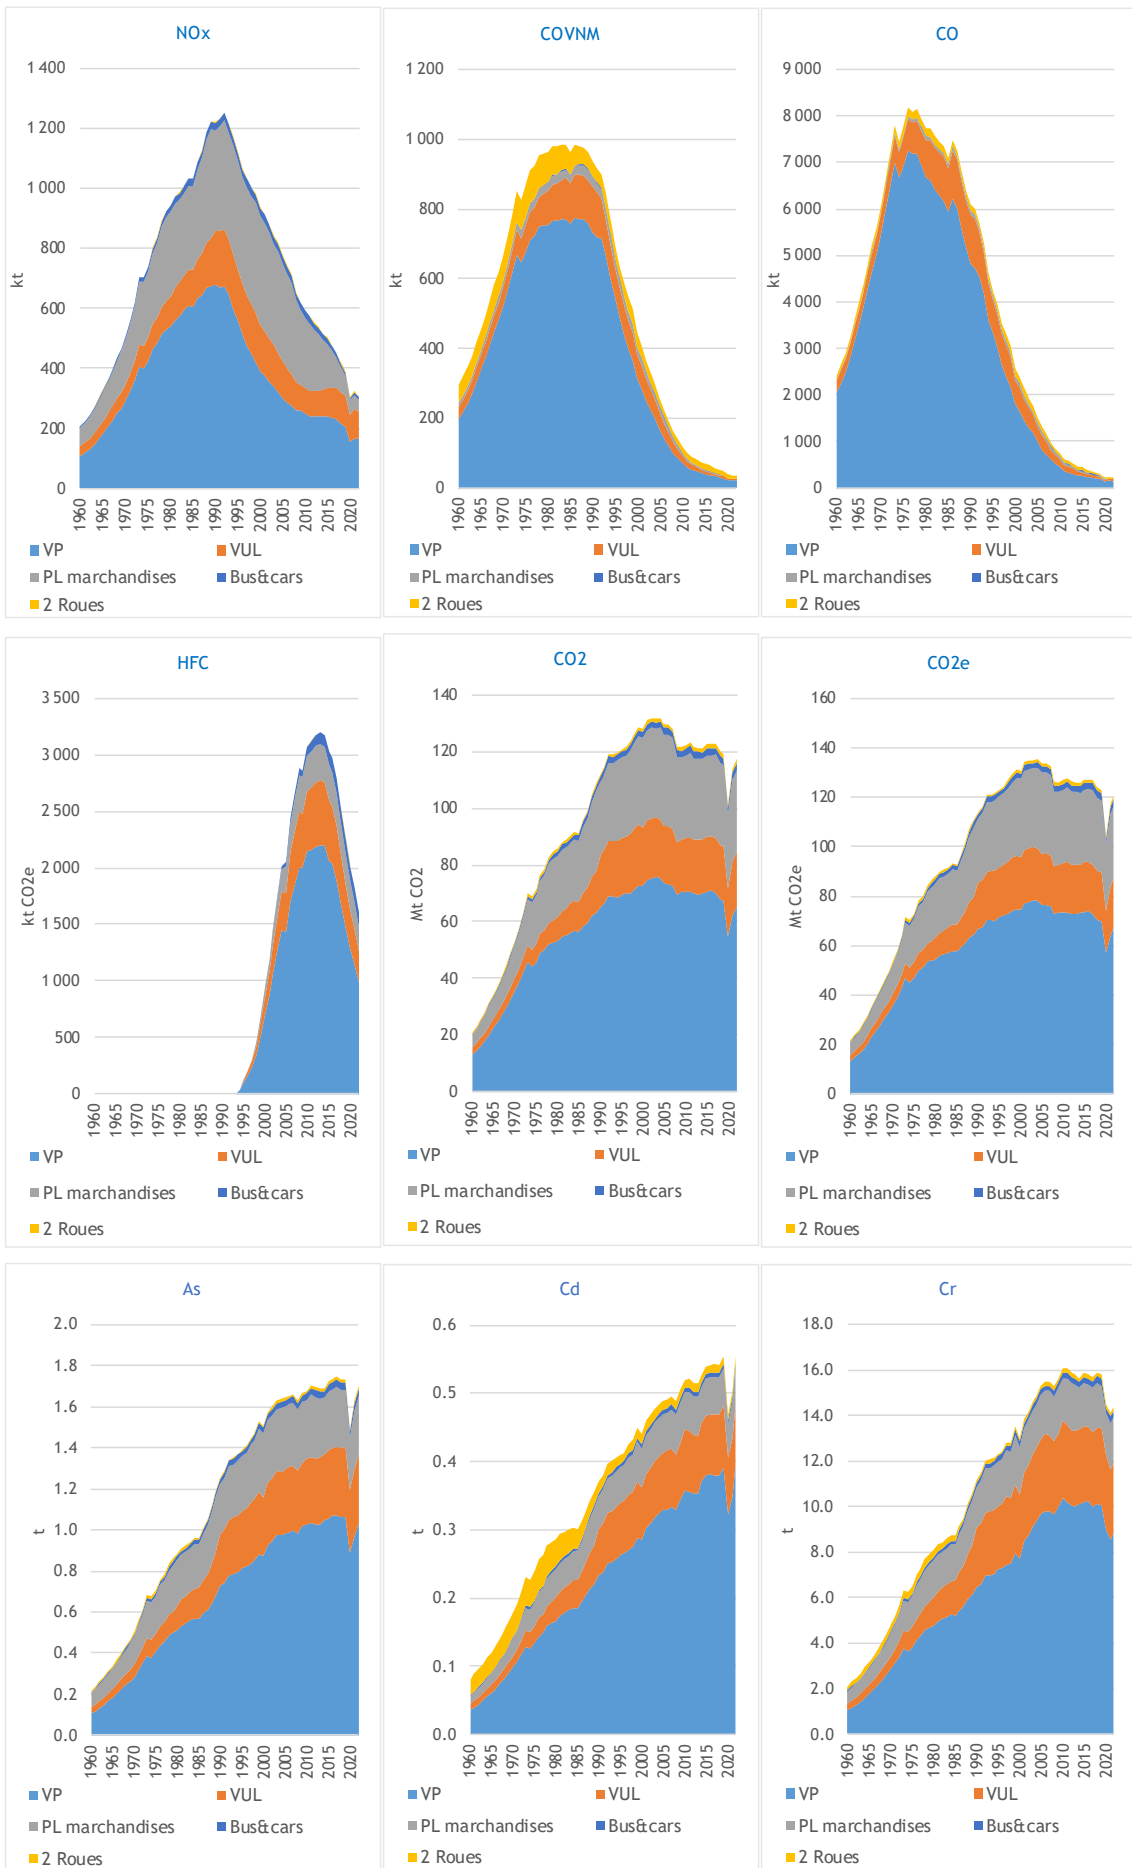 NOx
1 400
1 200
1 000
800
600
400
200
0
kt
1960 1965 1970 1975 1980 1985 1990 1995 2000 2005 2010 2015 2020
VP VUL
PL marchandises Bus&cars
2 Roues
COVNM
1 200
1 000
800
600
400
200
0
kt
1960 1965 1970 1975 1980 1985 1990 1995 2000 2005 2010 2015 2020
VP VUL
PL marchandises Bus&cars
2 Roues
CO
9 000
8 000
7 000
6 000
5 000
4 000
3 000
2 000
1 000
0
kt
1960 1965 1970 1975 1980 1985 1990 1995 2000 2005 2010 2015 2020
VP VUL
PL marchandises Bus&cars
2 Roues
HFC
3 500
3 000
2 500
2 000
1 500
1 000
500
0
kt CO2e
1960 1965 1970 1975 1980 1985 1990 1995 2000 2005 2010 2015 2020
VP VUL
PL marchandises Bus&cars
2 Roues
CO2
140
120
100
80
60
40
20
0
Mt CO2
1960 1965 1970 1975 1980 1985 1990 1995 2000 2005 2010 2015 2020
VP VUL
PL marchandises Bus&cars
2 Roues
CO2e
160
140
120
100
80
60
40
20
0
Mt CO2e
1960 1965 1970 1975 1980 1985 1990 1995 2000 2005 2010 2015 2020
VP VUL
PL marchandises Bus&cars
2 Roues
As
2.0
1.8
1.6
1.4
1.2
1.0
0.8
0.6
0.4
0.2
0.0
t
1960 1965 1970 1975 1980 1985 1990 1995 2000 2005 2010 2015 2020
VP VUL
PL marchandises Bus&cars
2 Roues
Cd
0.6
0.5
0.4
0.3
0.2
0.1
0.0
t
1960 1965 1970 1975 1980 1985 1990 1995 2000 2005 2010 2015 2020
VP VUL
PL marchandises Bus&cars
2 Roues
Cr
18.0
16.0
14.0
12.0
10.0
8.0
6.0
4.0
2.0
0.0
t
1960 1965 1970 1975 1980 1985 1990 1995 2000 2005 2010 2015 2020
VP VUL
PL marchandises Bus&cars
2 Roues